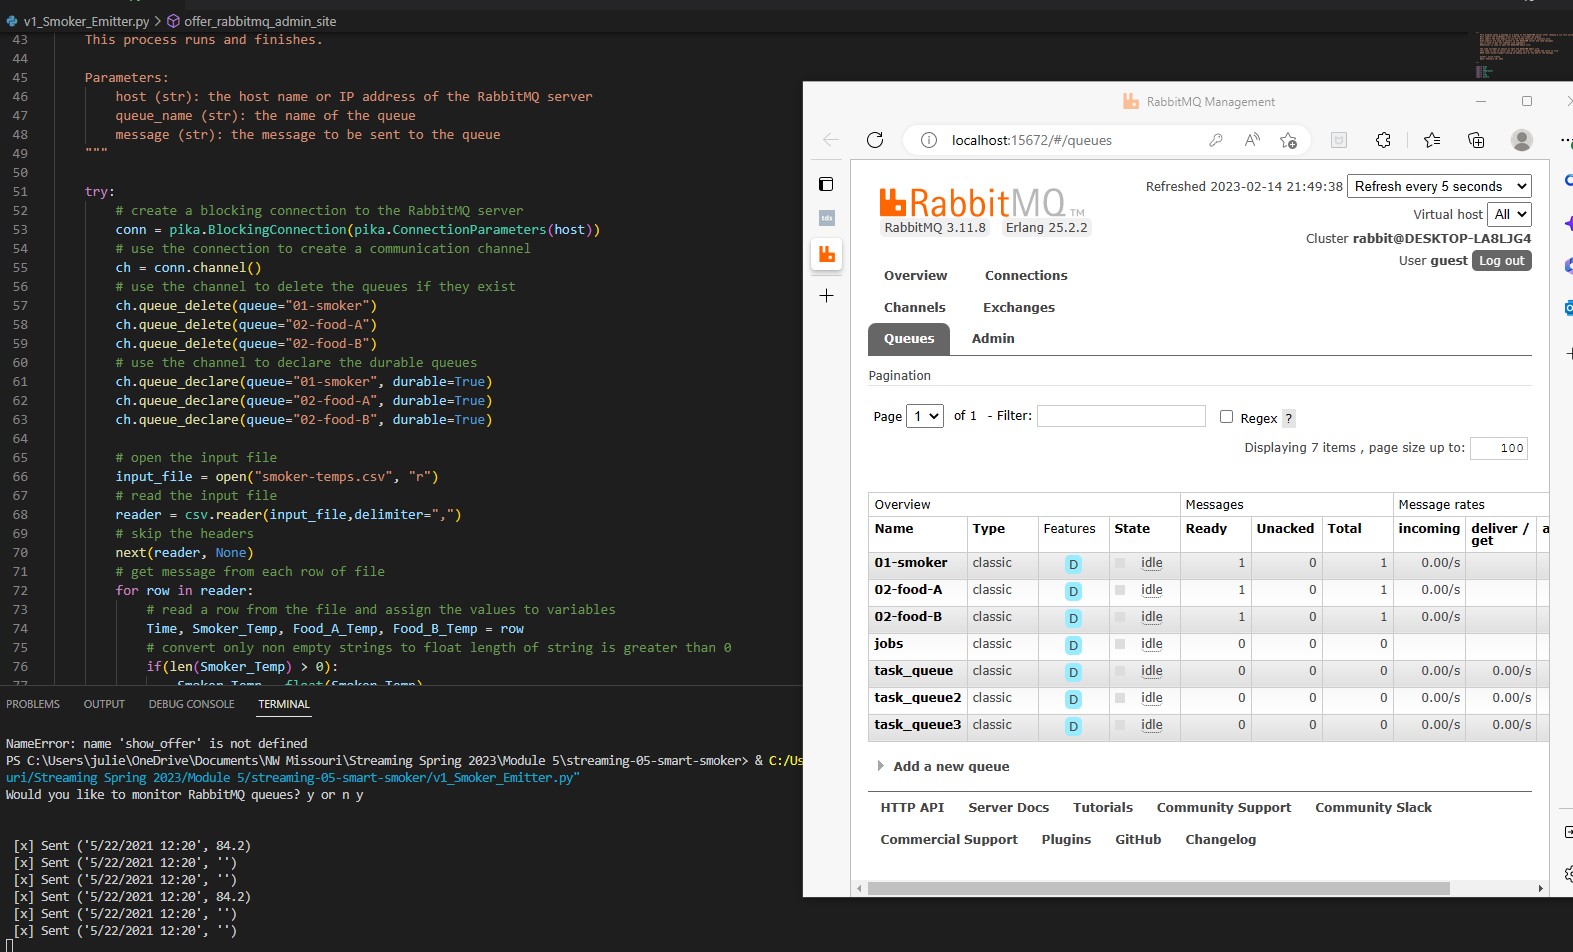 v1_Smoker_Emitter.py > offer_rabbitmq_admin_site
43 This process runs and finishes.
44
45 Parameters:
46 host (str): the host name or IP address of the RabbitMQ server
47 queue_name (str): the name of the queue
48 message (str): the message to be sent to the queue
49 """
50
51 try:
52 # create a blocking connection to the RabbitMQ server
53 conn = pika.BlockingConnection(pika.ConnectionParameters(host))
54 # use the connection to create a communication channel
55 ch = conn.channel()
56 # use the channel to delete the queues if they exist
57 ch.queue_delete(queue="01-smoker")
58 ch.queue_delete(queue="02-food-A")
59 ch.queue_delete(queue="02-food-B")
60 # use the channel to declare the durable queues
61 ch.queue_declare(queue="01-smoker", durable=True)
62 ch.queue_declare(queue="02-food-A", durable=True)
63 ch.queue_declare(queue="02-food-B", durable=True)
64
65 # open the input file
66 input_file = open("smoker-temps.csv", "r")
67 # read the input file
68 reader = csv.reader(input_file,delimiter=",")
69 # skip the headers
70 next(reader, None)
71 # get message from each row of file
72 for row in reader:
73 # read a row from the file and assign the values to variables
74 Time, Smoker_Temp, Food_A_Temp, Food_B_Temp = row
75 # convert only non empty strings to float length of string is greater than 0
76 if(len(Smoker_Temp) > 0):
77 Smoker_Temp = float(Smoker_Temp)
PROBLEMS OUTPUT DEBUG CONSOLE TERMINAL
NameError: name 'show_offer' is not defined
PS C:\Users\julie\OneDrive\Documents\NW Missouri\Streaming Spring 2023\Module 5\streaming-05-smart-smoker> & C:/Us
uri/Streaming Spring 2023/Module 5/streaming-05-smart-smoker/v1_Smoker_Emitter.py"
Would you like to monitor RabbitMQ queues? y or n y
[x] Sent ('5/22/2021 12:20', 84.2)
[x] Sent ('5/22/2021 12:20', '')
[x] Sent ('5/22/2021 12:20', '')
[x] Sent ('5/22/2021 12:20', 84.2)
[x] Sent ('5/22/2021 12:20', '')
[x] Sent ('5/22/2021 12:20', '')
RabbitMQ Management
localhost:15672/#/queues
RabbitMQ TM
RabbitMQ 3.11.8 Erlang 25.2.2
Refreshed 2023-02-14 21:49:38 Refresh every 5 seconds
Virtual host All
Cluster rabbit@DESKTOP-LA8LJG4
User guest Log out
Overview Connections
Channels Exchanges
Queues Admin
Pagination
Page 1 of 1 - Filter: Regex ?
Displaying 7 items , page size up to: 100
Overview Messages Message rates
Name Type Features State Ready Unacked Total incoming deliver / get a
01-smoker classic D idle 1 0 1 0.00/s
02-food-A classic D idle 1 0 1 0.00/s
02-food-B classic D idle 1 0 1 0.00/s
jobs classic D idle 0 0 0
task_queue classic D idle 0 0 0 0.00/s 0.00/s
task_queue2 classic D idle 0 0 0 0.00/s 0.00/s
task_queue3 classic D idle 0 0 0 0.00/s 0.00/s
Add a new queue
HTTP API Server Docs Tutorials Community Support Community Slack
Commercial Support Plugins GitHub Changelog